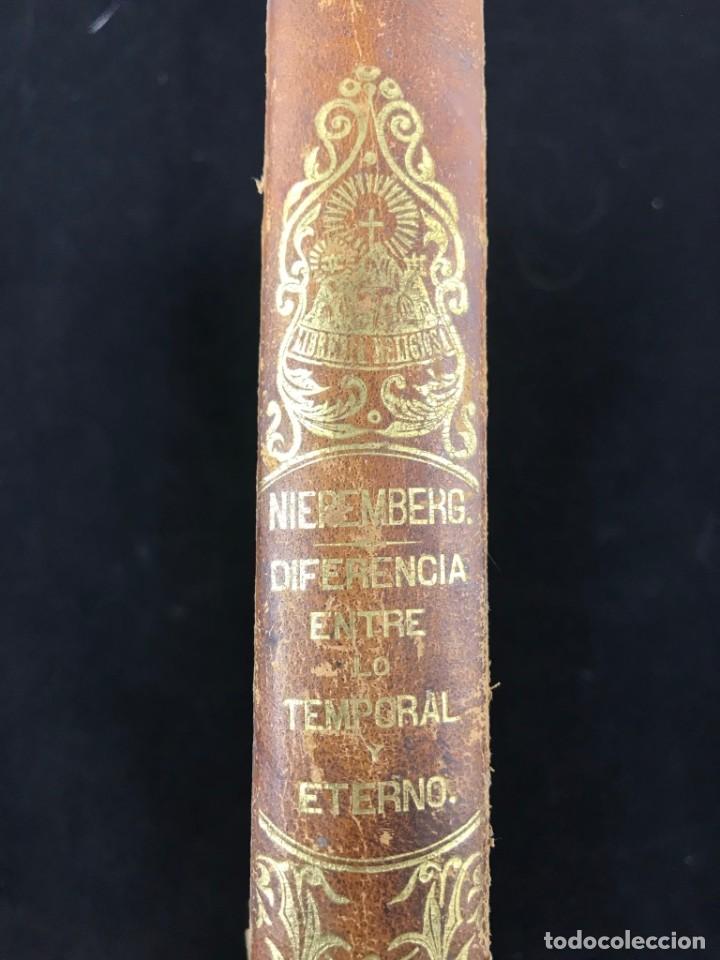 NIEREMBERG.
DIFERENCIA
ENTRE
LO
TEMPORAL
Y
ETERNO.
todocoleccion